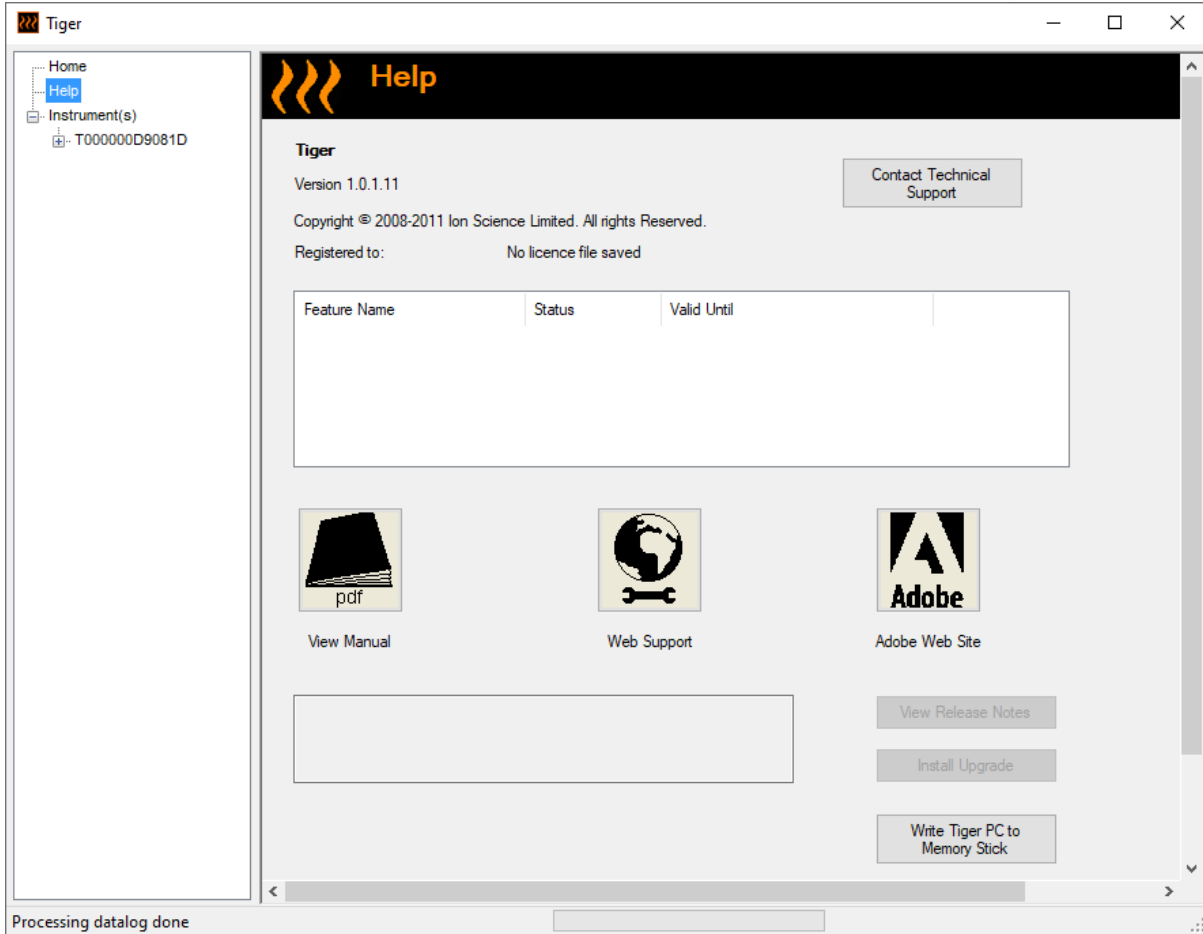 Tiger
Home
Help
Instrument(s)
T000000D9081D
Help
Tiger
Version 1.0.1.11
Contact Technical
Support
Copyright © 2008-2011 Ion Science Limited. All rights Reserved.
Registered to: No licence file saved
Feature Name Status Valid Until
pdf
Adobe
View Manual Web Support Adobe Web Site
View Release Notes
Install Upgrade
Write Tiger PC to
Memory Stick
Processing datalog done